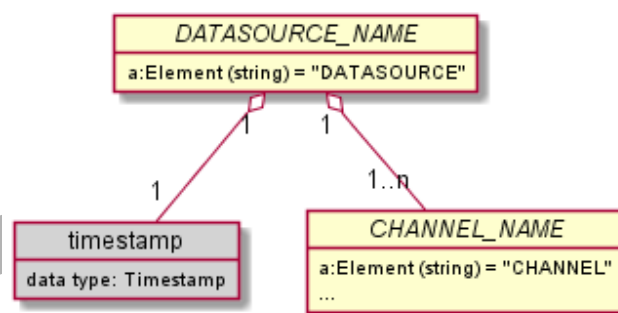 DATASOURCE_NAME
a:Element (string) = "DATASOURCE"
1
1
1
1..n
timestamp
data type: Timestamp
CHANNEL_NAME
a:Element (string) = "CHANNEL"
...